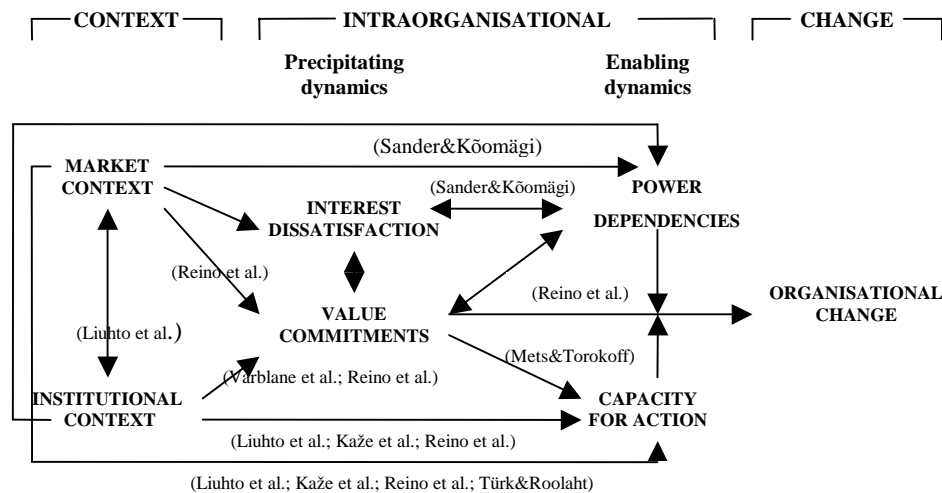 CONTEXT
INTRAORGANISATIONAL
CHANGE
Precipitating
dynamics
Enabling
dynamics
(Sander&Kõomägi)
MARKET
CONTEXT
(Sander&Kõomägi)
POWER
DEPENDENCIES
INTEREST
DISSATISFACTION
(Reino et al.)
(Reino et al.)
ORGANISATIONAL
CHANGE
VALUE
COMMITMENTS
(Liuhto et al.)
(Mets&Torokoff)
(Varblane et al.; Reino et al.)
INSTITUTIONAL
CONTEXT
CAPACITY
FOR ACTION
(Liuhto et al.; Kaže et al.; Reino et al.)
(Liuhto et al.; Kaže et al.; Reino et al.; Türk&Roolaht)